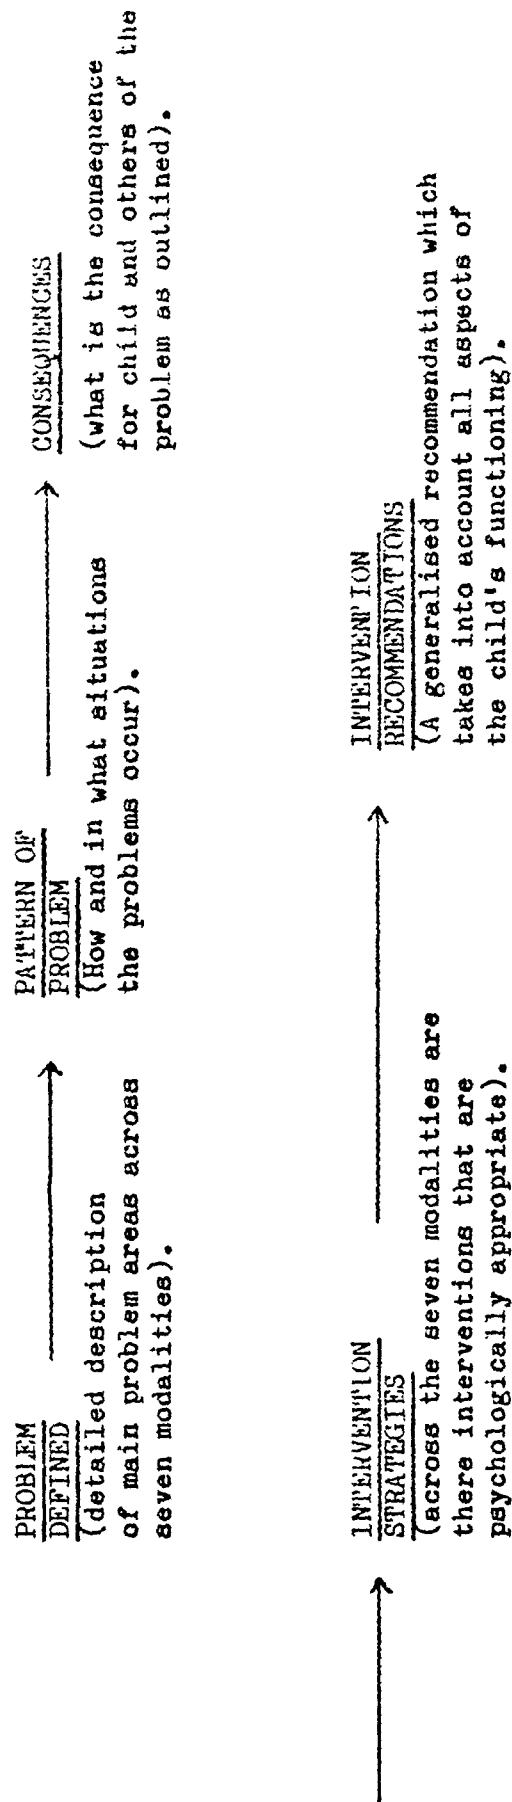 PROBLEM
DEFINED
(detailed description
of main problem areas across
seven modalities).
PATTERN OF
PROBLEM
(How and in what situations
the problems occur).
CONSEQUENCES
(what is the consequence
for child and others of the
problem as outlined).
INTERVENTION
STRATEGIES
(across the seven modalities are
there interventions that are
psychologically appropriate).
INTERVENTION
RECOMMENDATIONS
(A generalised recommendation which
takes into account all aspects of
the child's functioning).